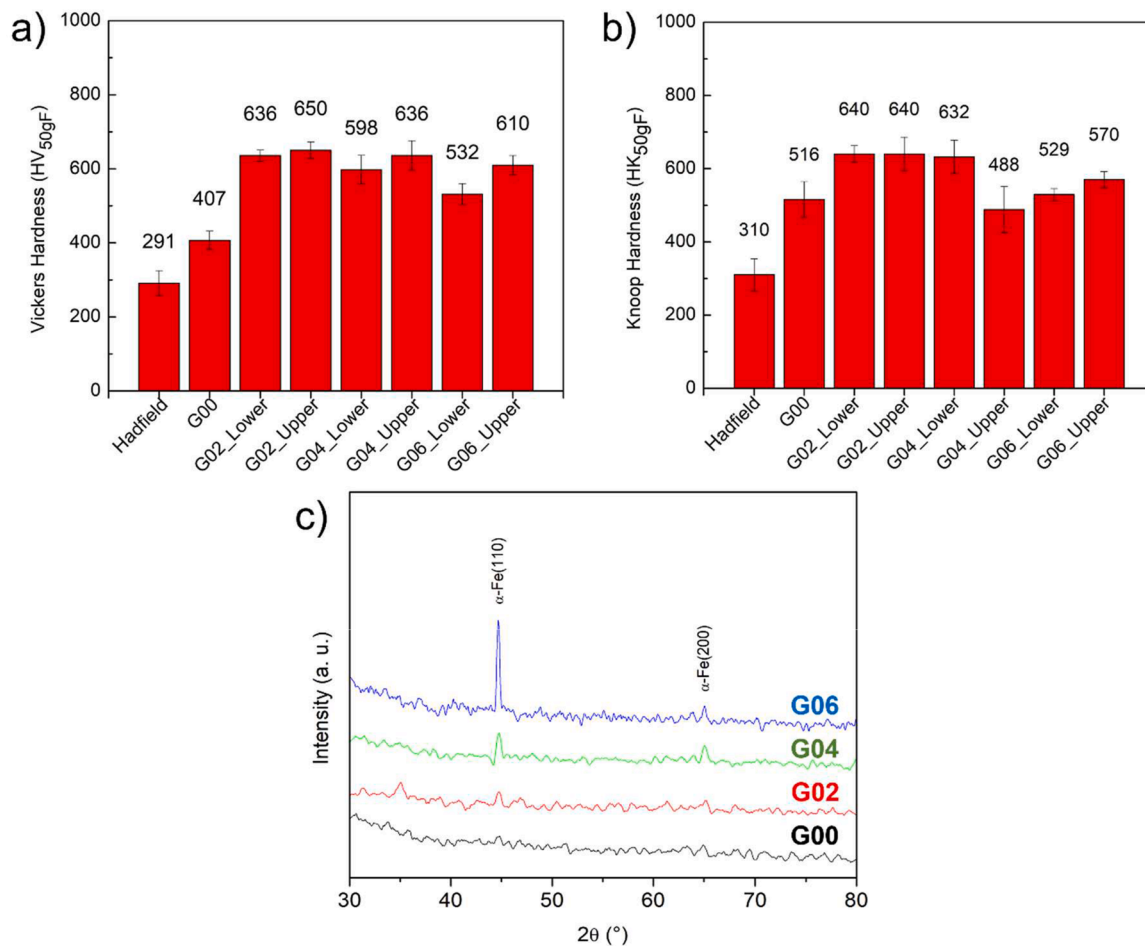 a)
Vickers Hardness (HV50gF)
1000
800
600
400
200
0
291
407
636
650
598
636
532
610
Hadfield
G00
G02_Lower
G02_Upper
G04_Lower
G04_Upper
G06_Lower
G06_Upper
b)
Knoop Hardness (HK50gF)
1000
800
600
400
200
0
310
516
640
640
632
488
529
570
Hadfield
G00
G02_Lower
G02_Upper
G04_Lower
G04_Upper
G06_Lower
G06_Upper
c)
Intensity (a. u.)
α-Fe(110)
α-Fe(200)
G06
G04
G02
G00
30 40 50 60 70 80
2θ (°)